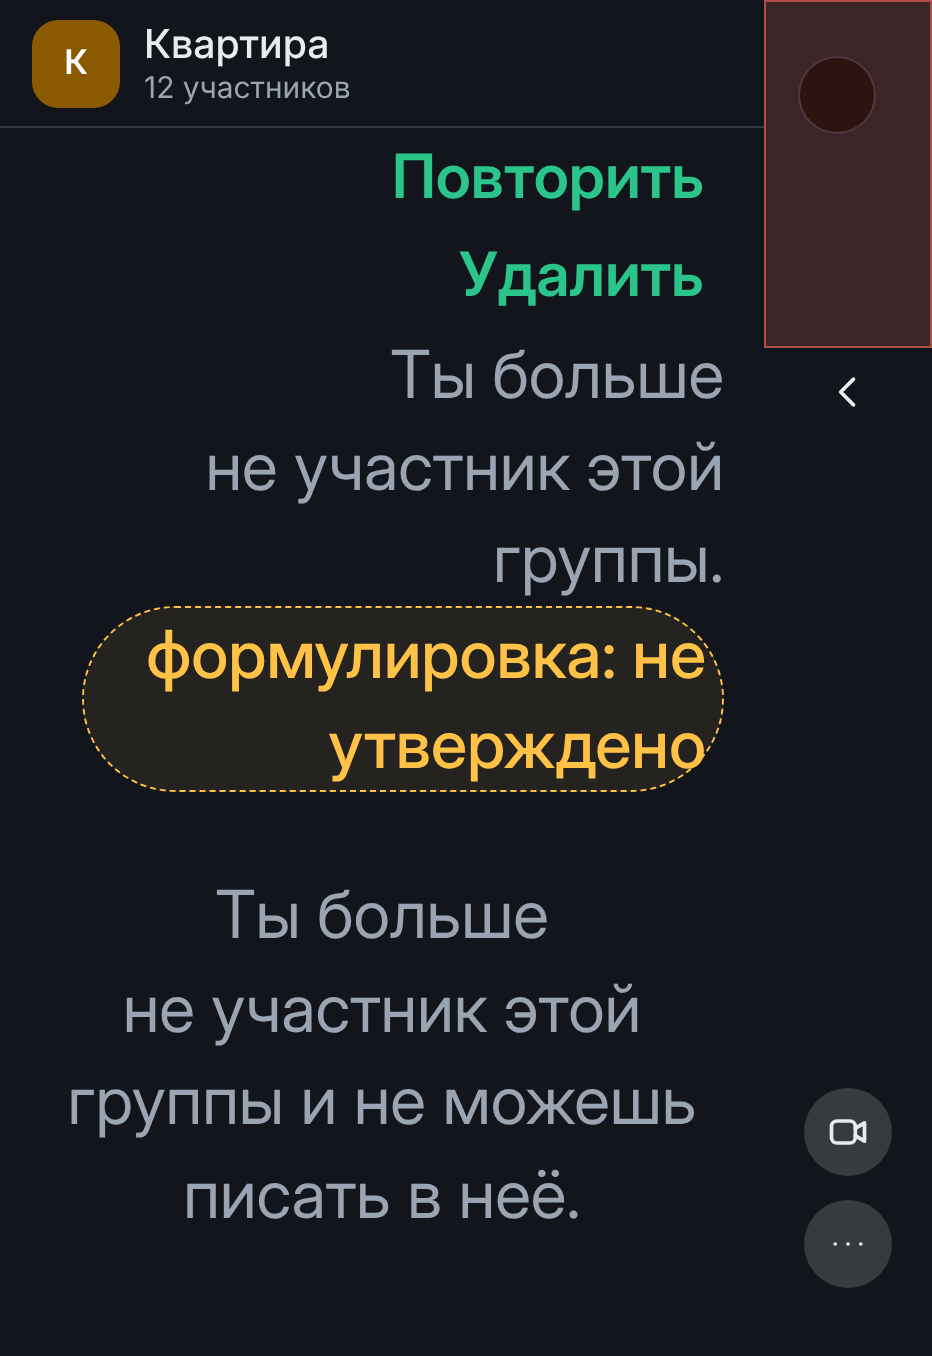 К
Квартира
12 участников
Повторить
Удалить
Ты больше
не участник этой
группы.
формулировка: не
утверждено
Ты больше
не участник этой
группы и не можешь
писать в неё.